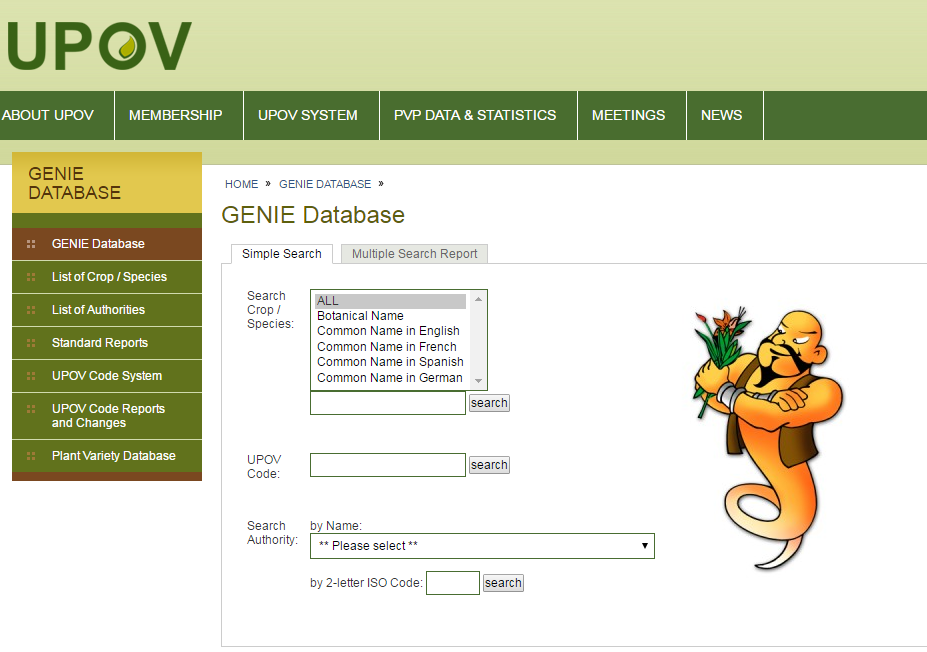 UPOV
ABOUT UPOV
MEMBERSHIP
UPOV SYSTEM
PVP DATA & STATISTICS
MEETINGS
NEWS
GENIE
DATABASE
GENIE Database
List of Crop / Species
List of Authorities
Standard Reports
UPOV Code System
UPOV Code Reports
and Changes
Plant Variety Database
HOME » GENIE DATABASE »
GENIE Database
Simple Search
Multiple Search Report
Search
Crop /
Species:
ALL
Botanical Name
Common Name in English
Common Name in French
Common Name in Spanish
Common Name in German
search
UPOV
Code:
search
Search
Authority:
by Name:
** Please select **
by 2-letter ISO Code:
search